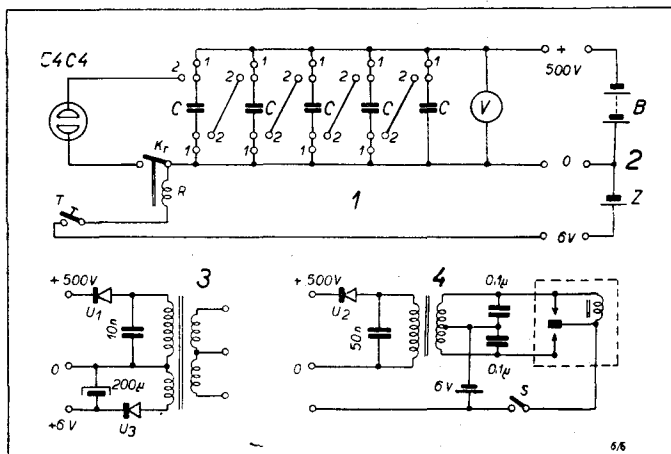 C4C4
2 1 1 1 1 1 +
2 2 2 2 500V
C C C C C V B
2 2 2 2
1 1 1 1
Kr 0 2
R 1
T Z
6V
+500V 3 +500V 4 0,1µ
U1 U2
10n 50n
0 200µ 0 0,1µ
6V S
+6V U3
6/6